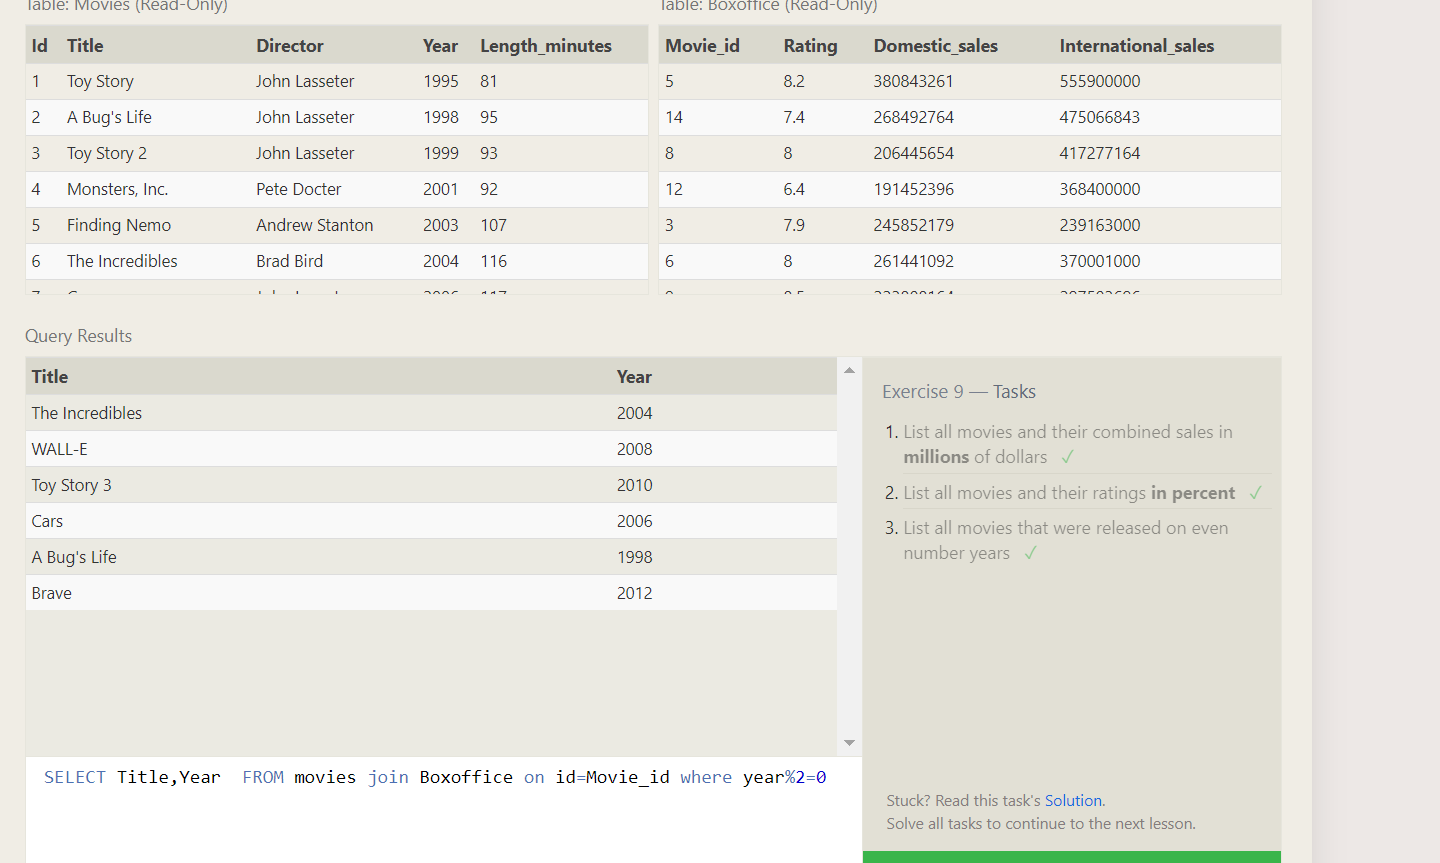 Table: Movies (Read-Only)
Table: Boxoffice (Read-Only)
Id Title Director Year Length_minutes
1 Toy Story John Lasseter 1995 81
2 A Bug's Life John Lasseter 1998 95
3 Toy Story 2 John Lasseter 1999 93
4 Monsters, Inc. Pete Docter 2001 92
5 Finding Nemo Andrew Stanton 2003 107
6 The Incredibles Brad Bird 2004 116
Movie_id Rating Domestic_sales International_sales
5 8.2 380843261 555900000
14 7.4 268492764 475066843
8 8 206445654 417277164
12 6.4 191452396 368400000
3 7.9 245852179 239163000
6 8 261441092 370001000
Query Results
Title Year
The Incredibles 2004
WALL-E 2008
Toy Story 3 2010
Cars 2006
A Bug's Life 1998
Brave 2012
SELECT Title,Year  FROM movies join Boxoffice on id=Movie_id where year%2=0
Exercise 9 — Tasks
1. List all movies and their combined sales in
millions of dollars ✓
2. List all movies and their ratings in percent ✓
3. List all movies that were released on even
number years ✓
Stuck? Read this task's Solution.
Solve all tasks to continue to the next lesson.